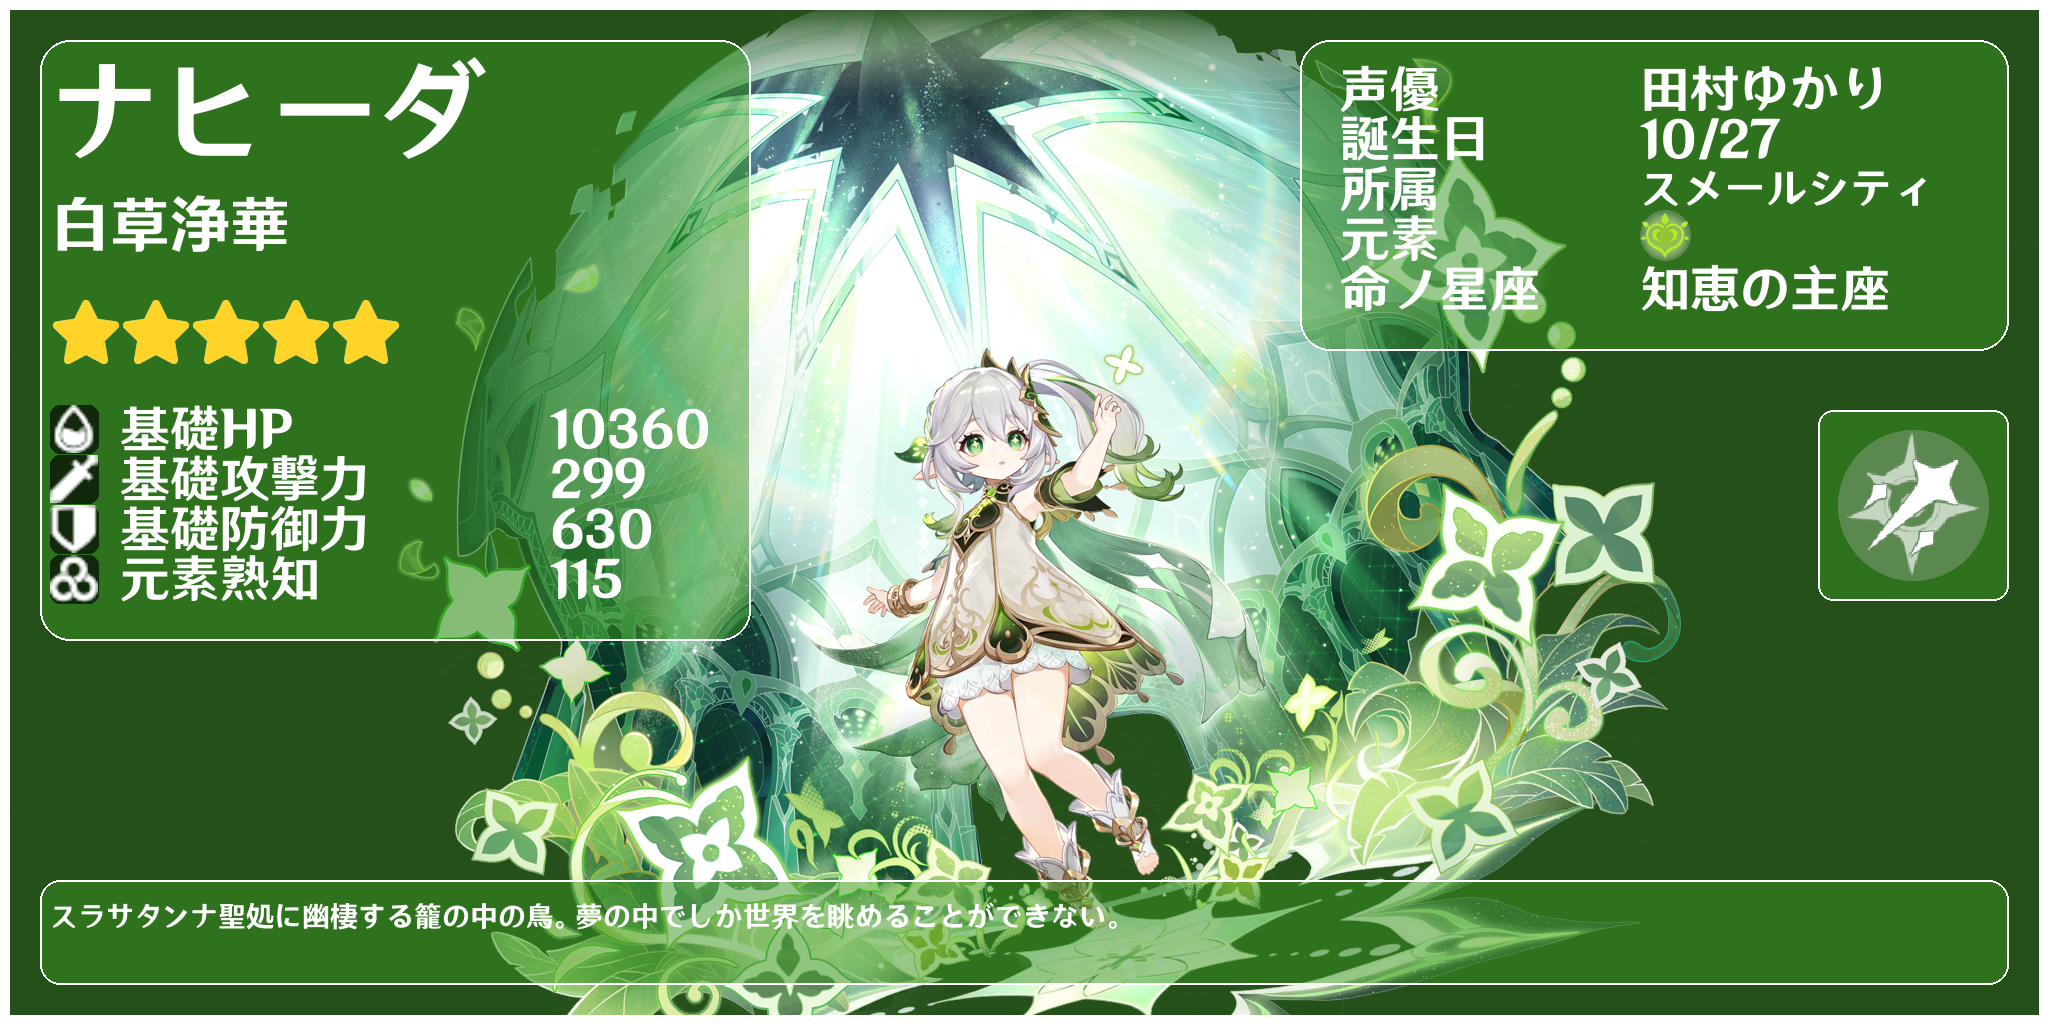 ナヒーダ
白草浄華
基礎HP 10360
基礎攻撃力 299
基礎防御力 630
元素熟知 115
声優 田村ゆかり
誕生日 10/27
所属 スメールシティ
元素
命ノ星座 知恵の主座
スラサタンナ聖処に幽棲する籠の中の鳥。夢の中でしか世界を眺めることができない。